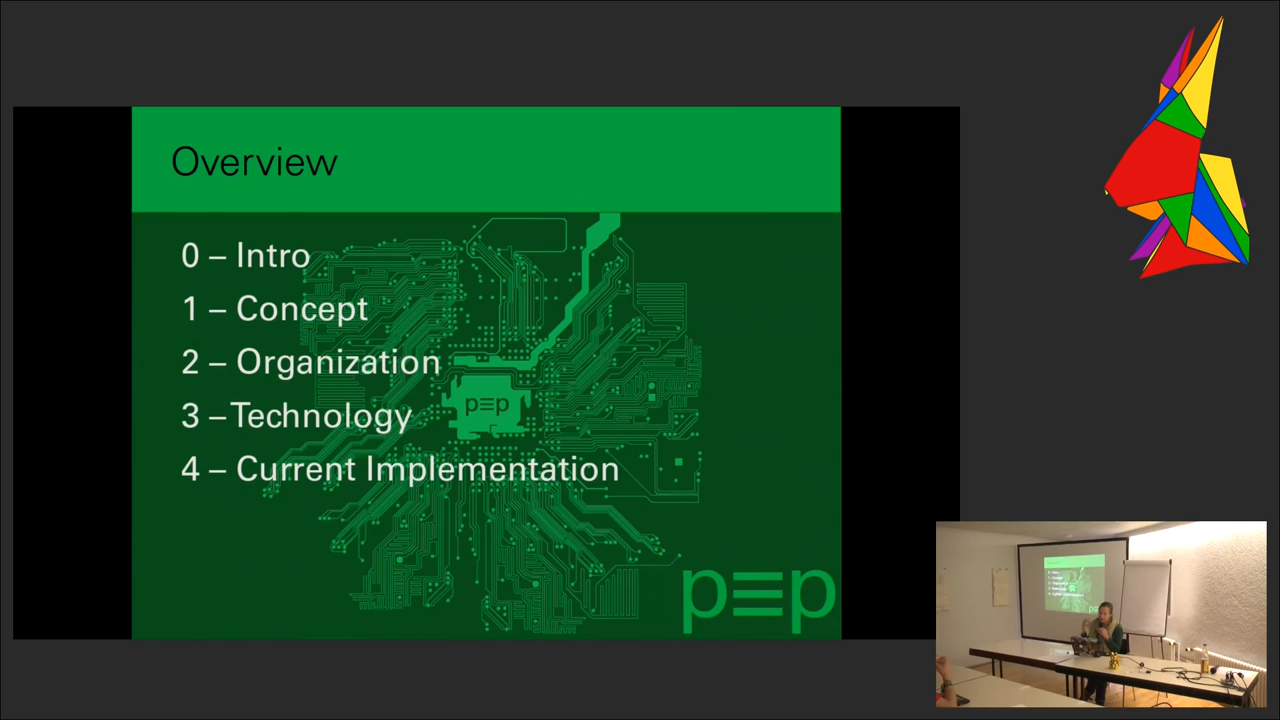 Overview
0 – Intro
1 – Concept
2 – Organization
3 – Technology
4 – Current Implementation
p≡p
p≡p